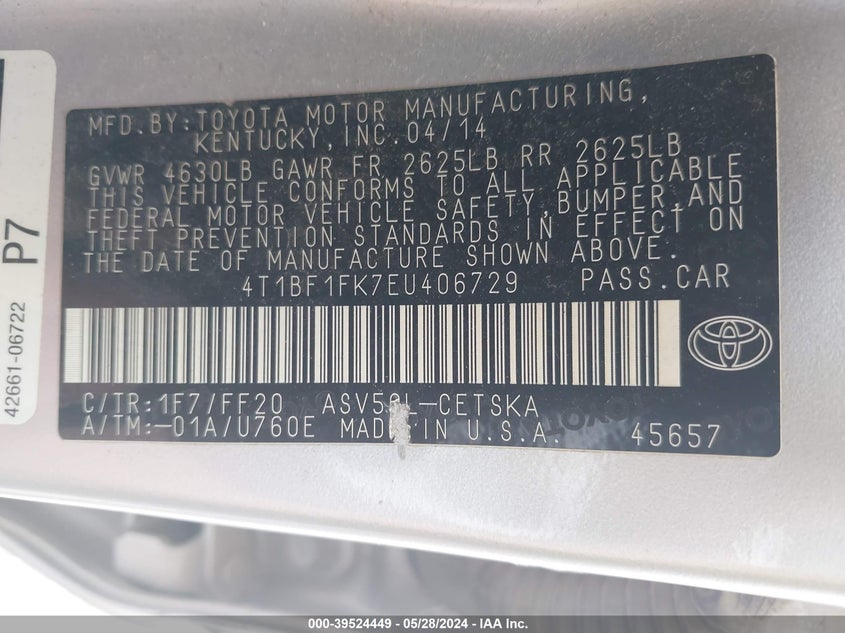 MFD.BY:TOYOTA MOTOR MANUFACTURING,
KENTUCKY,INC.04/14
GVWR 4630LB GAWR FR 2625LB RR 2625LB
THIS VEHICLE CONFORMS TO ALL APPLICABLE
FEDERAL MOTOR VEHICLE SAFETY,BUMPER,AND
THEFT PREVENTION STANDARDS IN EFFECT ON
THE DATE OF MANUFACTURE SHOWN ABOVE.
4T1BF1FK7EU406729 PASS.CAR
C/TR:1F7/FF20
A/TM:-01A/U760E MADE IN U.S.A. 45657
P7
42661-06722
000-39524449 - 05/28/2024 - IAA Inc.